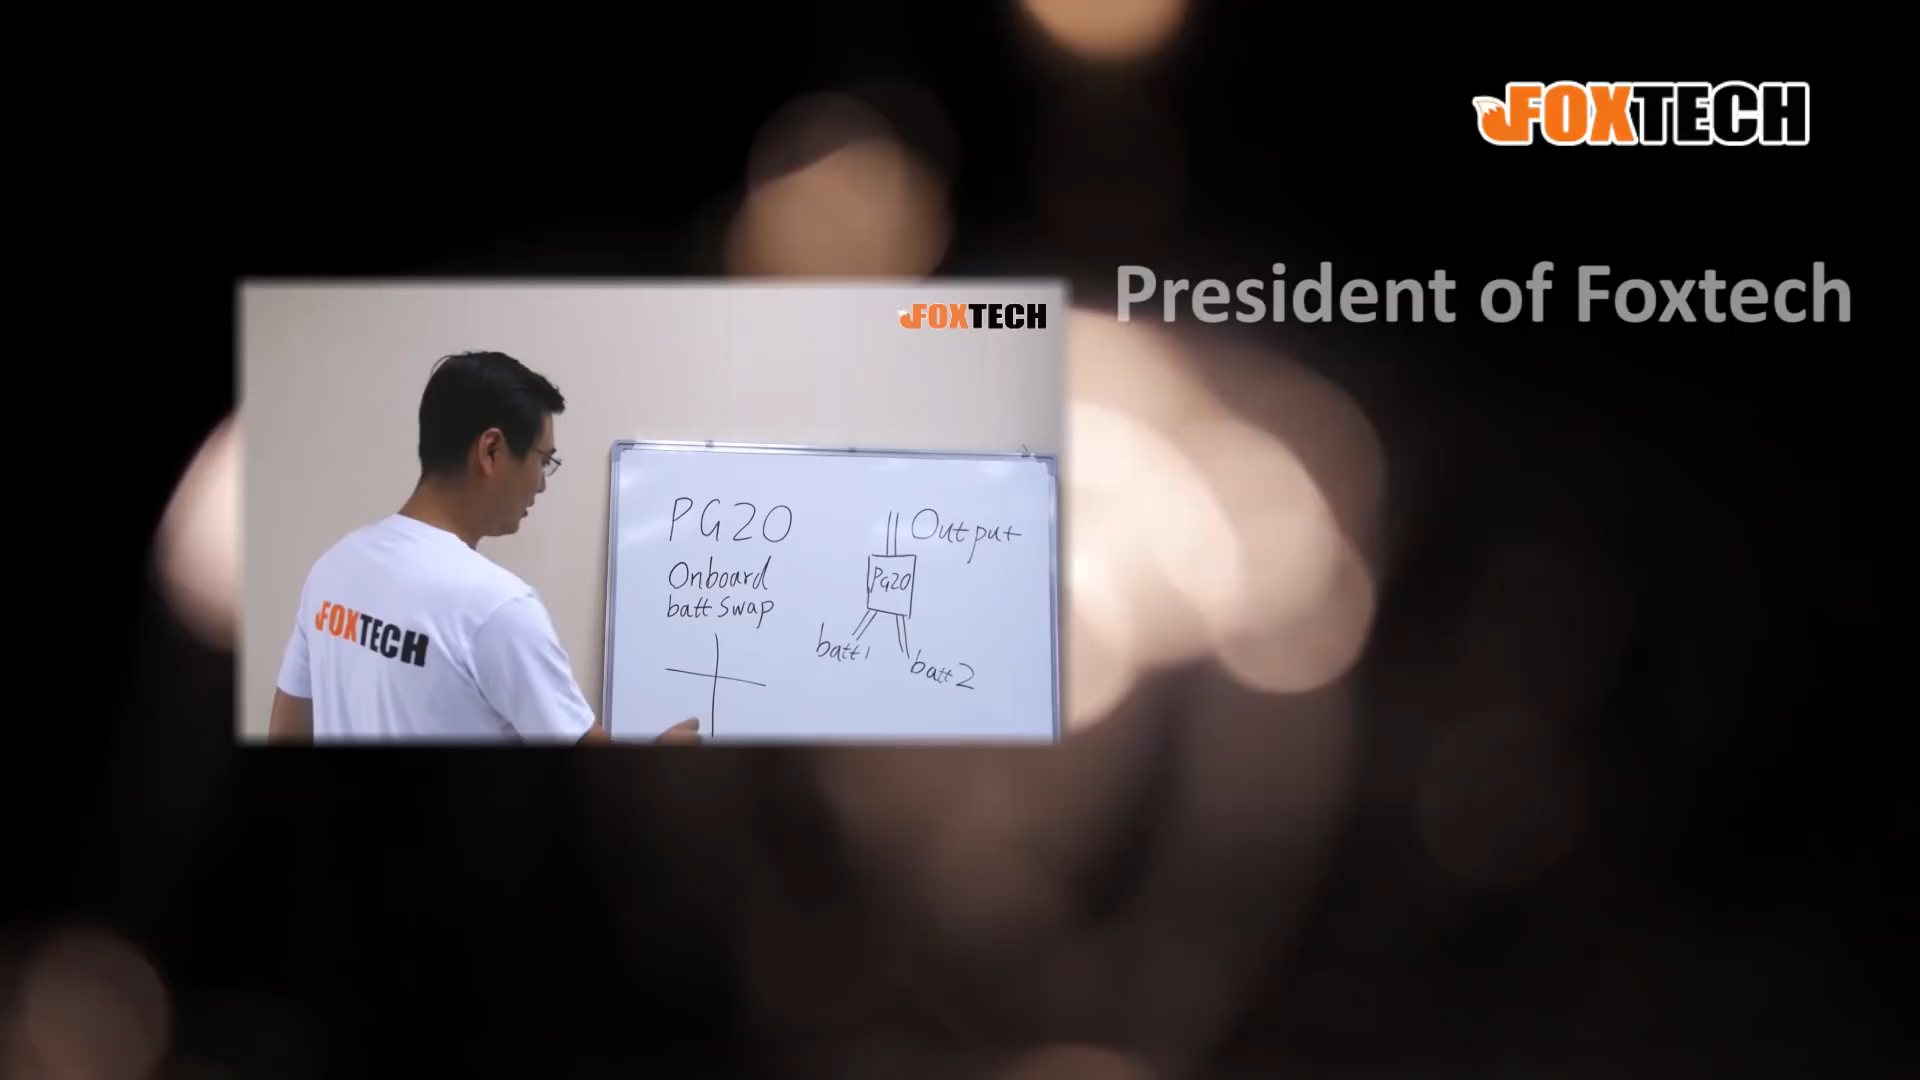 FOXTECH
President of Foxtech
FOXTECH
PG20
Onboard
batt swap
Output
PG20
batt1
batt2
FOXTECH